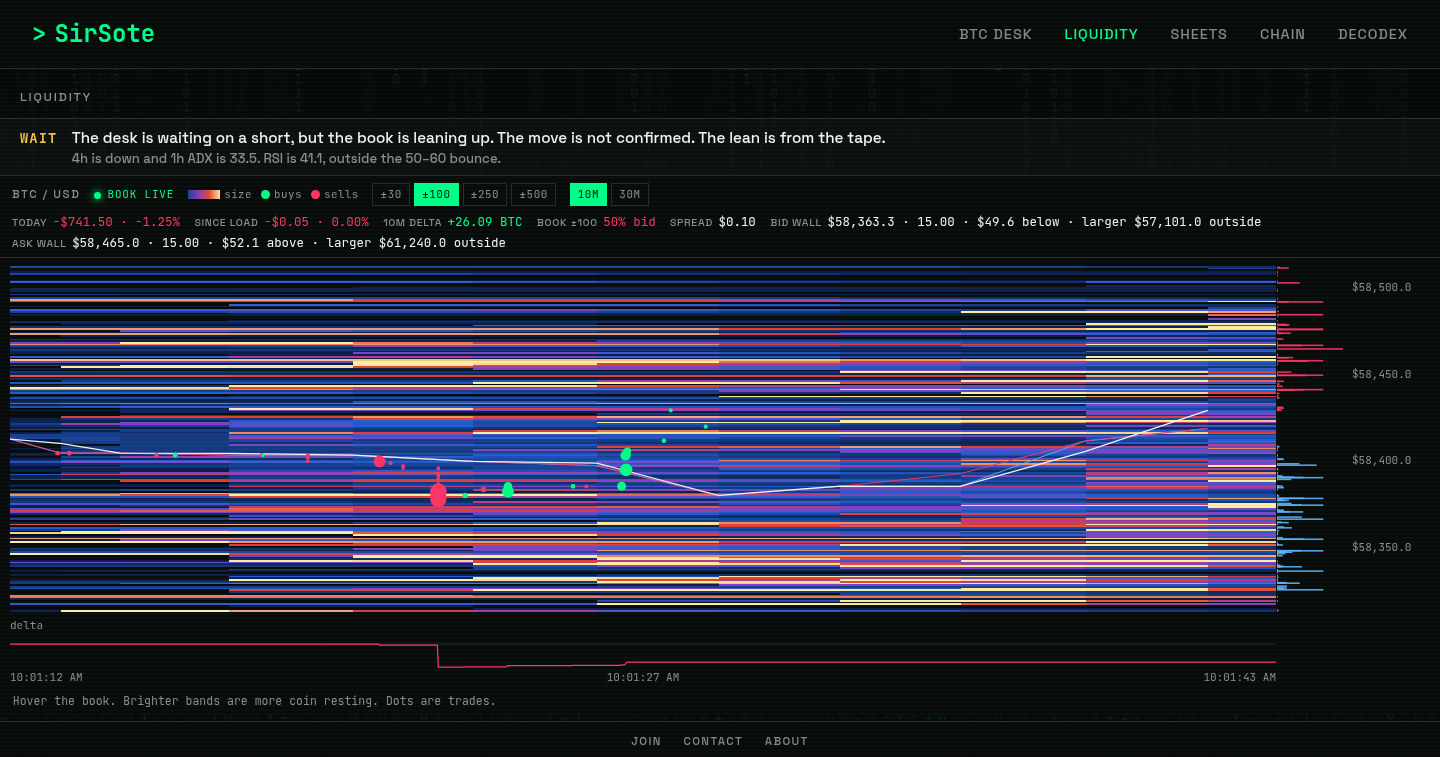 > SirSote
BTC DESK LIQUIDITY SHEETS CHAIN DECODEX
LIQUIDITY
WAIT The desk is waiting on a short, but the book is leaning up. The move is not confirmed. The lean is from the tape.
4h is down and 1h ADX is 33.5. RSI is 41.1, outside the 50–60 bounce.
BTC / USD BOOK LIVE size buys sells ±30 ±100 ±250 ±500 10M 30M
TODAY -$741.50 · -1.25% SINCE LOAD -$0.05 · 0.00% 10M DELTA +26.09 BTC BOOK ±100 50% bid SPREAD $0.10 BID WALL $58,363.3 · 15.00 · $49.6 below · larger $57,101.0 outside
ASK WALL $58,465.0 · 15.00 · $52.1 above · larger $61,240.0 outside
$58,500.0
$58,450.0
$58,400.0
$58,350.0
delta
10:01:12 AM 10:01:27 AM 10:01:43 AM
Hover the book. Brighter bands are more coin resting. Dots are trades.
JOIN CONTACT ABOUT